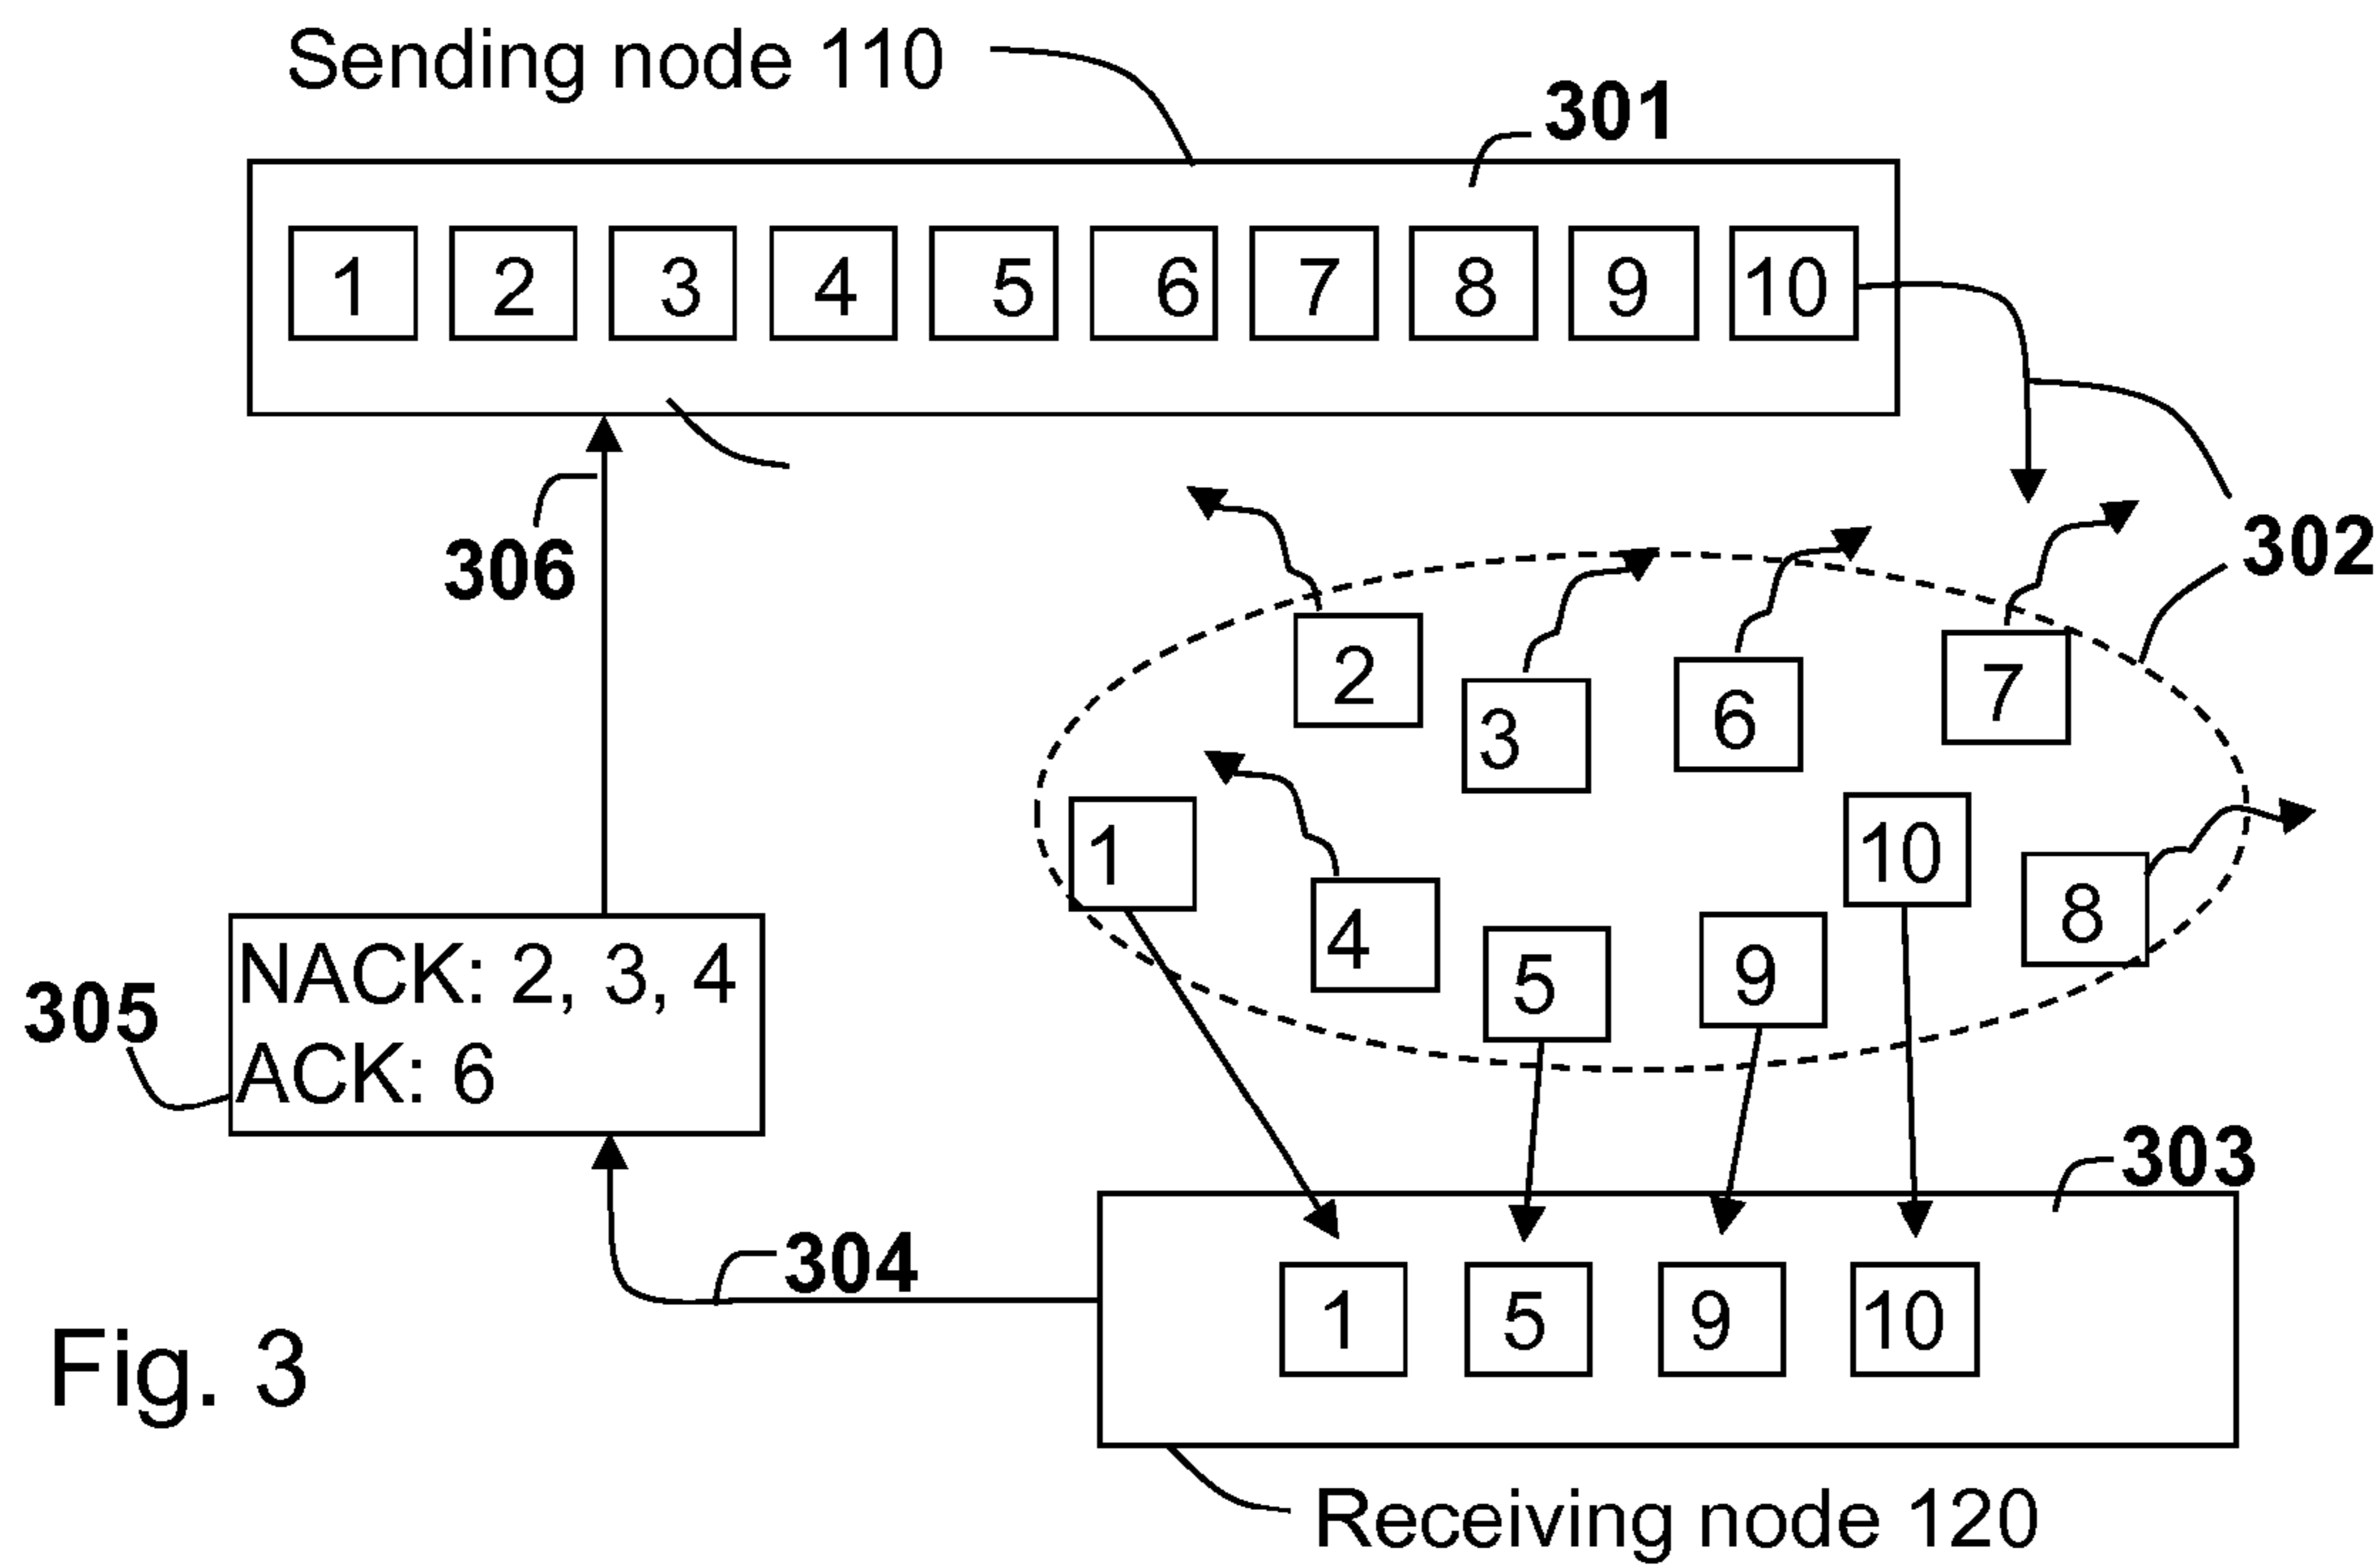 Sending node 110
301
1 2 3 4 5 6 7 8 9 10
306
302
2 3 6 7
1 4 5 9 10 8
NACK: 2, 3, 4
ACK: 6
305
303
304
1 5 9 10
Fig. 3
Receiving node 120